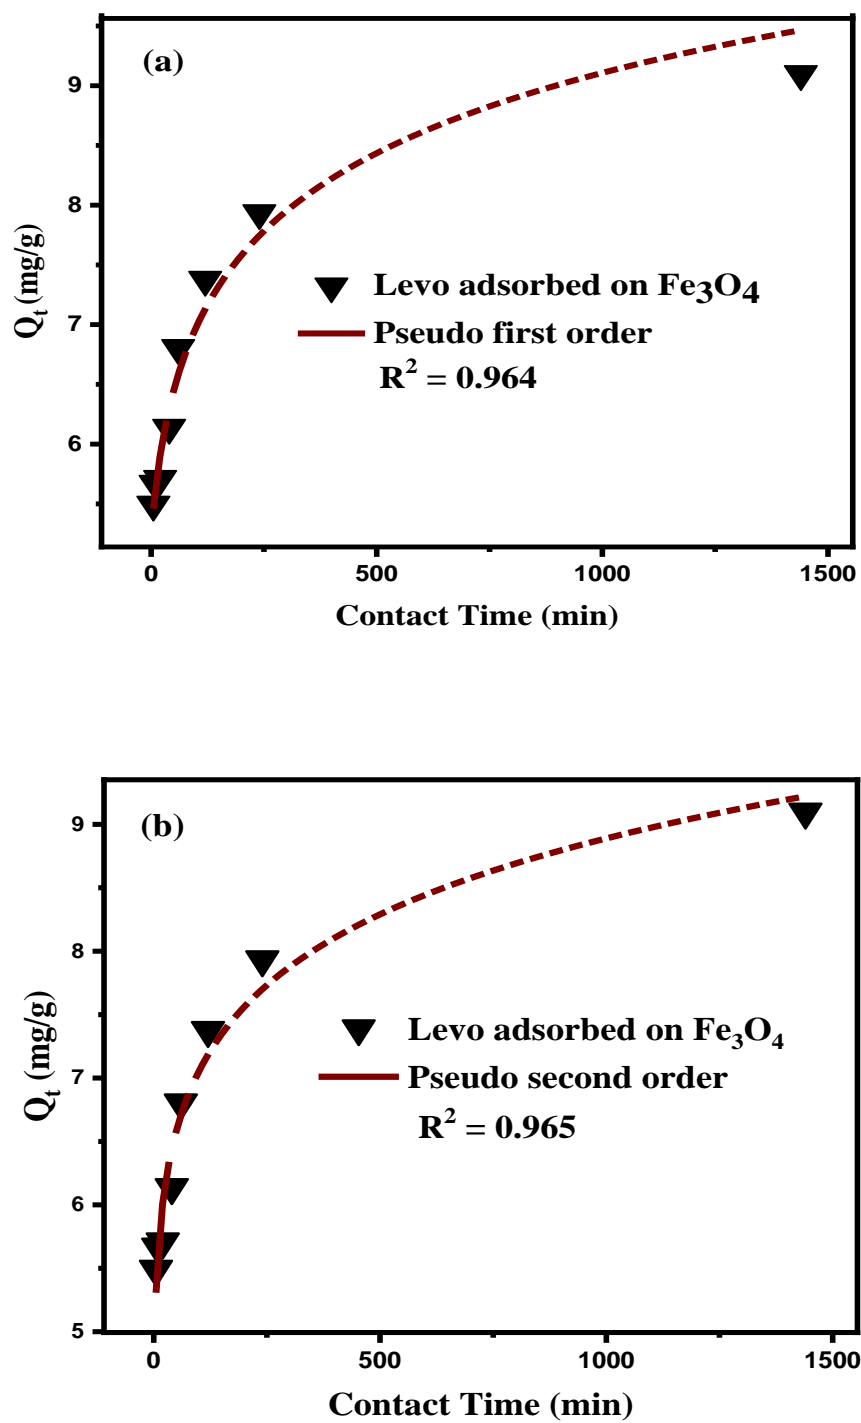 (a)
9
8
7
6
Qt (mg/g)
Levo adsorbed on Fe3O4
Pseudo first order
R2 = 0.964
0 500 1000 1500
Contact Time (min)
(b)
9
8
7
6
5
Qt (mg/g)
Levo adsorbed on Fe3O4
Pseudo second order
R2 = 0.965
0 500 1000 1500
Contact Time (min)